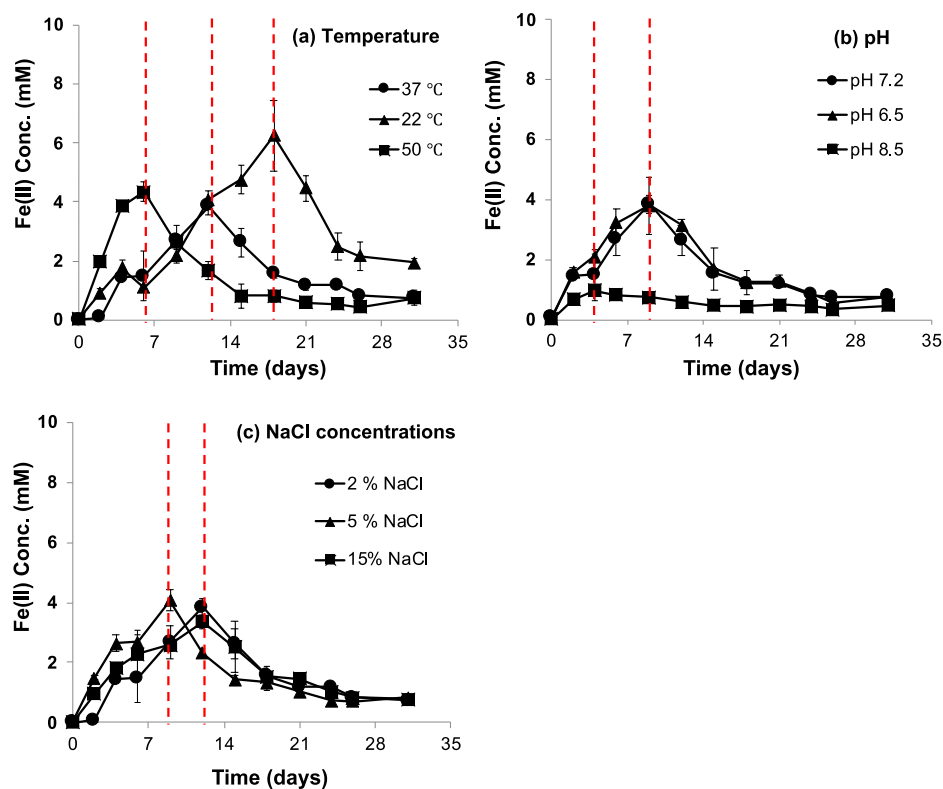 (a) Temperature
37 ℃
22 ℃
50 ℃
Fe(II) Conc. (mM)
10
8
6
4
2
0
0 7 14 21 28 35
Time (days)
(b) pH
pH 7.2
pH 6.5
pH 8.5
Fe(II) Conc. (mM)
10
8
6
4
2
0
0 7 14 21 28 35
Time (days)
(c) NaCl concentrations
2 % NaCl
5 % NaCl
15% NaCl
Fe(II) Conc. (mM)
10
8
6
4
2
0
0 7 14 21 28 35
Time (days)